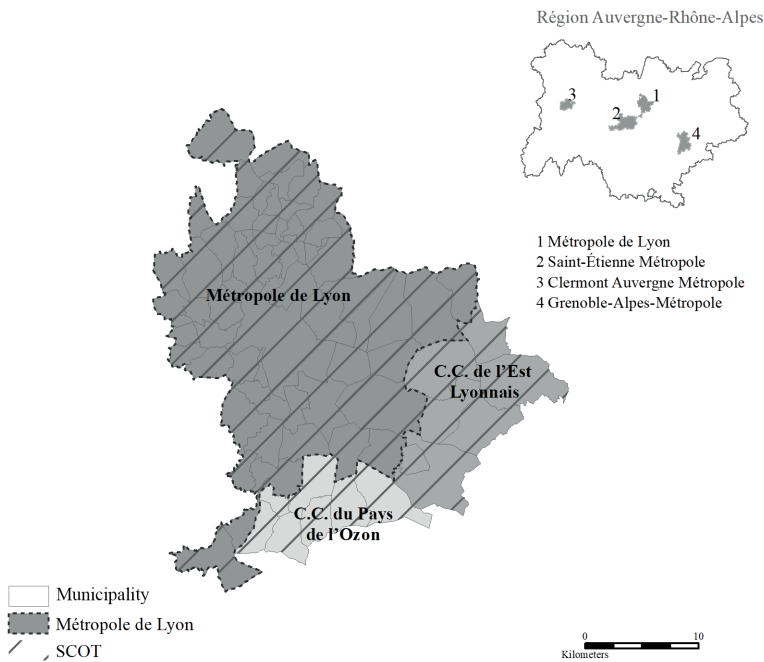 Région Auvergne-Rhône-Alpes
1
3
2
4
1 Métropole de Lyon
2 Saint-Étienne Métropole
3 Clermont Auvergne Métropole
4 Grenoble-Alpes-Métropole
Métropole de Lyon
C.C. de l'Est
Lyonnais
C.C. du Pays
de l'Ozon
Municipality
Métropole de Lyon
SCOT
0 10
Kilometers